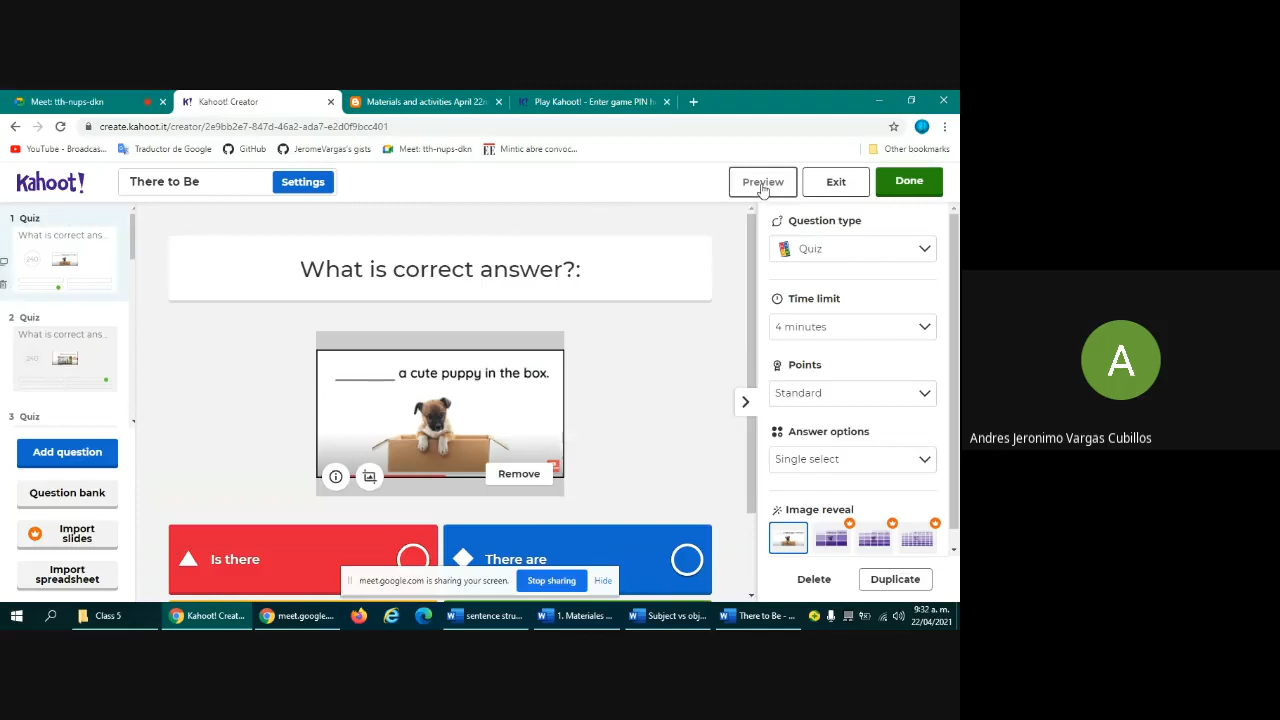 Meet: tth-nups-dkn
Kahoot! Creator
Materials and activities April 22n
Play Kahoot! - Enter game PIN h
create.kahoot.it/creator/2e9bb2e7-847d-46a2-ada7-e2d0f9bcc401
YouTube - Broadcas...
Traductor de Google
GitHub
JeromeVargas's gists
Meet: tth-nups-dkn
Mintic abre convoc...
Other bookmarks
Kahoot!
There to Be
Settings
Preview
Exit
Done
1 Quiz
What is correct ans...
240
2 Quiz
What is correct ans...
240
3 Quiz
Add question
Question bank
Import
slides
Import
spreadsheet
What is correct answer?:
________ a cute puppy in the box.
Remove
Is there
There are
Question type
Quiz
Time limit
4 minutes
Points
Standard
Answer options
Single select
Image reveal
Delete
Duplicate
meet.google.com is sharing your screen.
Stop sharing
Hide
A
Andres Jeronimo Vargas Cubillos
Class 5
Kahoot! Creat...
meet.google....
sentence stru...
1. Materiales ...
Subject vs obj...
There to Be - ...
9:32 a. m.
22/04/2021